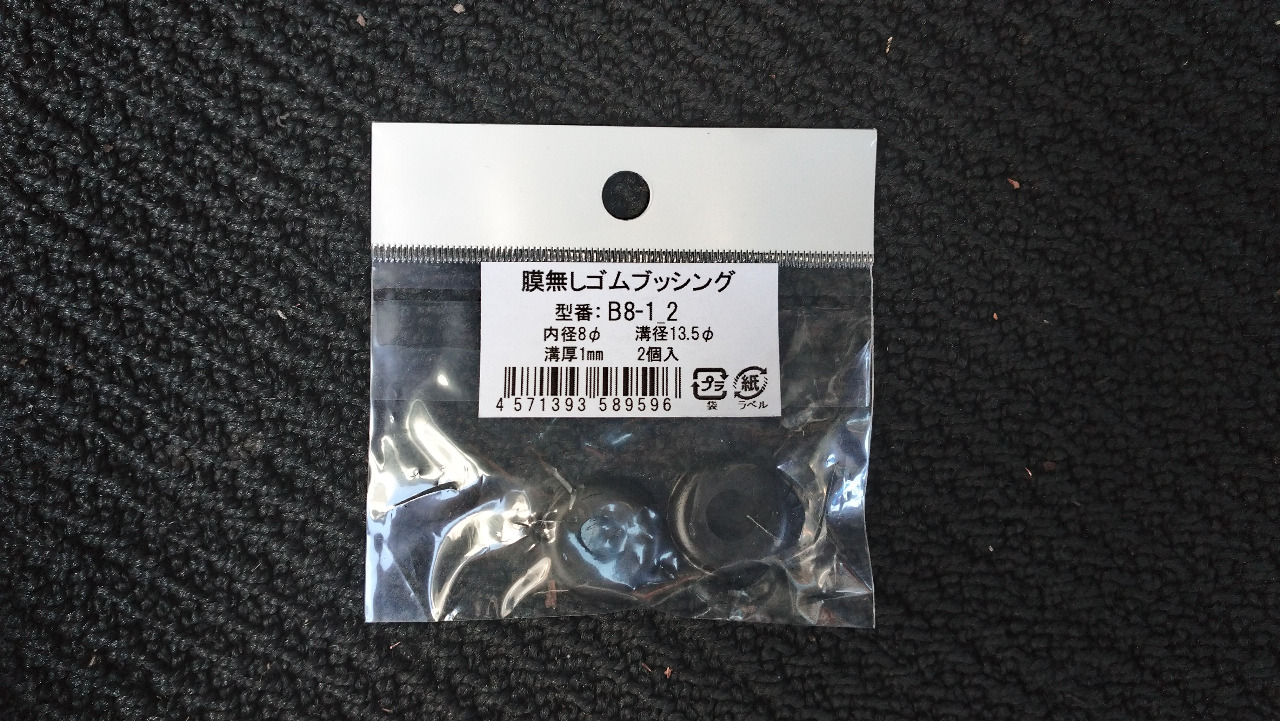 膜無しゴムブッシング
型番：B8-1_2
内径8φ 溝径13.5φ
溝厚1mm 2個入
4 571393 589596
プラ
袋
紙
ラベル